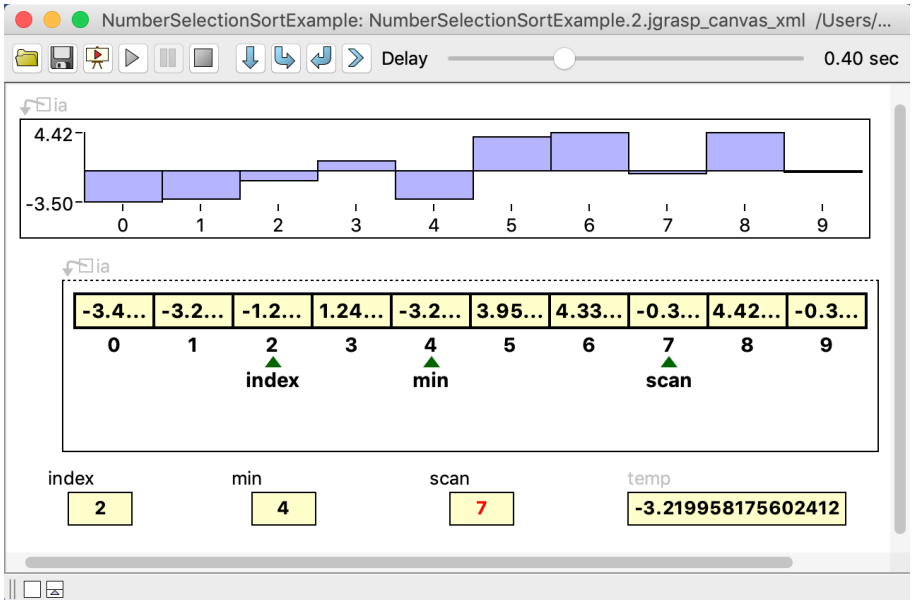 NumberSelectionSortExample: NumberSelectionSortExample.2.jgrasp_canvas_xml /Users/...
Delay 0.40 sec
ia
4.42
-3.50
0 1 2 3 4 5 6 7 8 9
ia
-3.4... -3.2... -1.2... 1.24... -3.2... 3.95... 4.33... -0.3... 4.42... -0.3...
0 1 2 3 4 5 6 7 8 9
index min scan
index min scan temp
2 4 7 -3.219958175602412